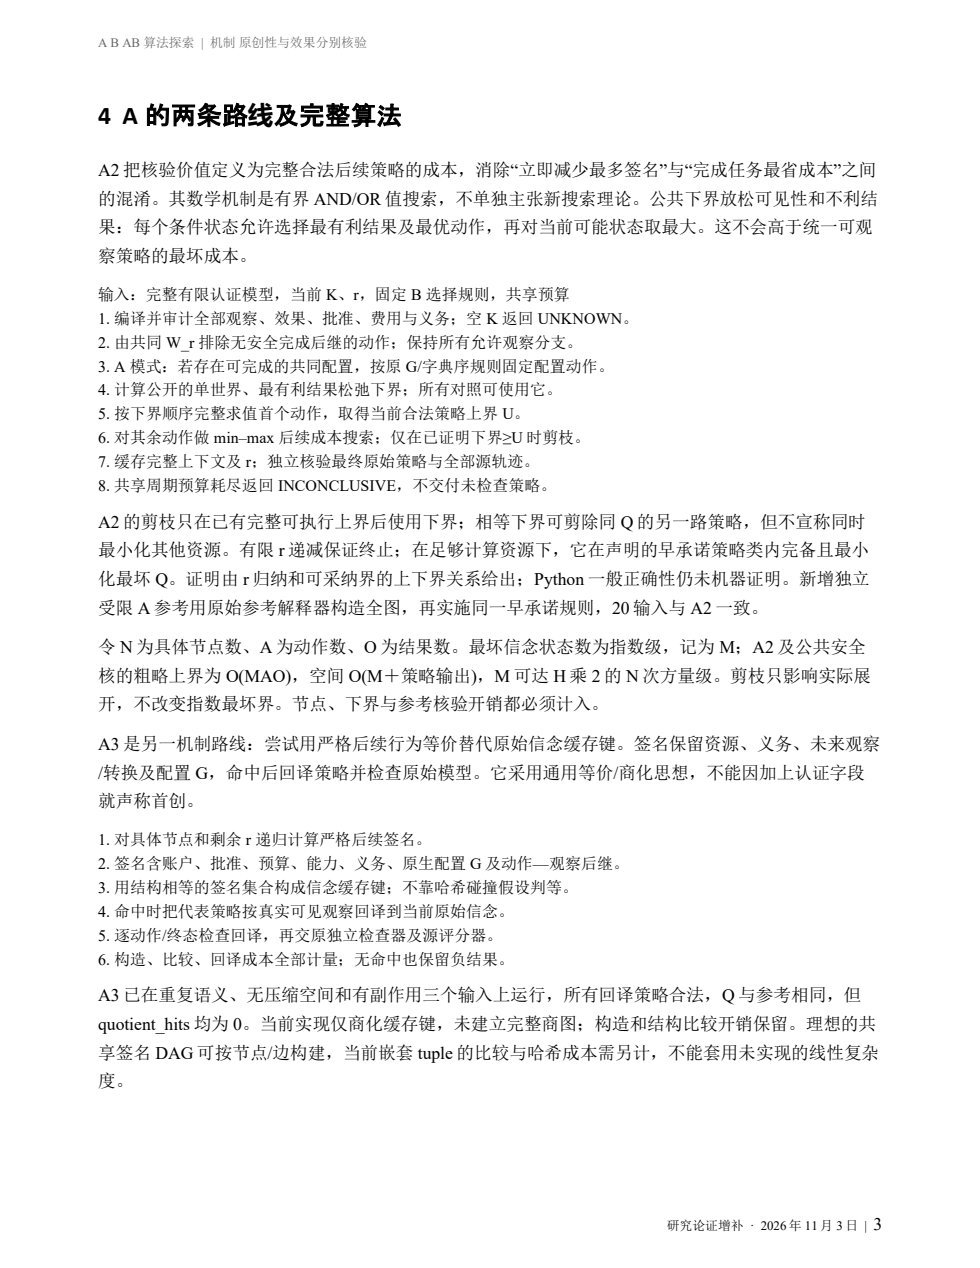 A B AB 算法探索 | 机制 原创性与效果分别核验
4 A 的两条路线及完整算法
A2 把核验价值定义为完整合法后续策略的成本，消除“立即减少最多签名”与“完成任务最省成本”之间
的混淆。其数学机制是有界 AND/OR 值搜索，不单独主张新搜索理论。公共下界放松可见性和不利结
果：每个条件状态允许选择最有利结果及最优动作，再对当前可能状态取最大。这不会高于统一可观
察策略的最坏成本。
输入：完整有限认证模型，当前 K、r，固定 B 选择规则，共享预算
1. 编译并审计全部观察、效果、批准、费用与义务；空 K 返回 UNKNOWN。
2. 由共同 W_r 排除无安全完成后继的动作；保持所有允许观察分支。
3. A 模式：若存在可完成的共同配置，按原 G/字典序规则固定配置动作。
4. 计算公开的单世界、最有利结果松弛下界；所有对照可使用它。
5. 按下界顺序完整求值首个动作，取得当前合法策略上界 U。
6. 对其余动作做 min–max 后续成本搜索；仅在已证明下界≥U 时剪枝。
7. 缓存完整上下文及 r；独立核验最终原始策略与全部源轨迹。
8. 共享周期预算耗尽返回 INCONCLUSIVE，不交付未检查策略。
A2 的剪枝只在已有完整可执行上界后使用下界；相等下界可剪除同 Q 的另一路策略，但不宣称同时
最小化其他资源。有限 r 递减保证终止；在足够计算资源下，它在声明的早承诺策略类内完备且最小
化最坏 Q。证明由 r 归纳和可采纳界的上下界关系给出；Python 一般正确性仍未机器证明。新增独立
受限 A 参考用原始参考解释器构造全图，再实施同一早承诺规则，20 输入与 A2 一致。
令 N 为具体节点数、A 为动作数、O 为结果数。最坏信念状态数为指数级，记为 M；A2 及公共安全
核的粗略上界为 O(MAO)，空间 O(M＋策略输出)，M 可达 H 乘 2 的 N 次方量级。剪枝只影响实际展
开，不改变指数最坏界。节点、下界与参考核验开销都必须计入。
A3 是另一机制路线：尝试用严格后续行为等价替代原始信念缓存键。签名保留资源、义务、未来观察
/转换及配置 G，命中后回译策略并检查原始模型。它采用通用等价/商化思想，不能因加上认证字段
就声称首创。
1. 对具体节点和剩余 r 递归计算严格后续签名。
2. 签名含账户、批准、预算、能力、义务、原生配置 G 及动作—观察后继。
3. 用结构相等的签名集合构成信念缓存键；不靠哈希碰撞假设判等。
4. 命中时把代表策略按真实可见观察回译到当前原始信念。
5. 逐动作/终态检查回译，再交原独立检查器及源评分器。
6. 构造、比较、回译成本全部计量；无命中也保留负结果。
A3 已在重复语义、无压缩空间和有副作用三个输入上运行，所有回译策略合法，Q 与参考相同，但
quotient_hits 均为 0。当前实现仅商化缓存键，未建立完整商图；构造和结构比较开销保留。理想的共
享签名 DAG 可按节点/边构建，当前嵌套 tuple 的比较与哈希成本需另计，不能套用未实现的线性复杂
度。
研究论证增补 · 2026 年 11 月 3 日 | 3